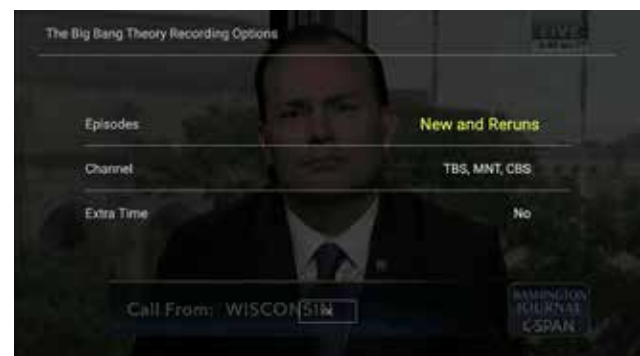 The Big Bang Theory Recording Options
LIVE
Episodes New and Reruns
Channel TBS, MNT, CBS
Extra Time No
Call From: WISCONSIN
WASHINGTON
JOURNAL
C-SPAN